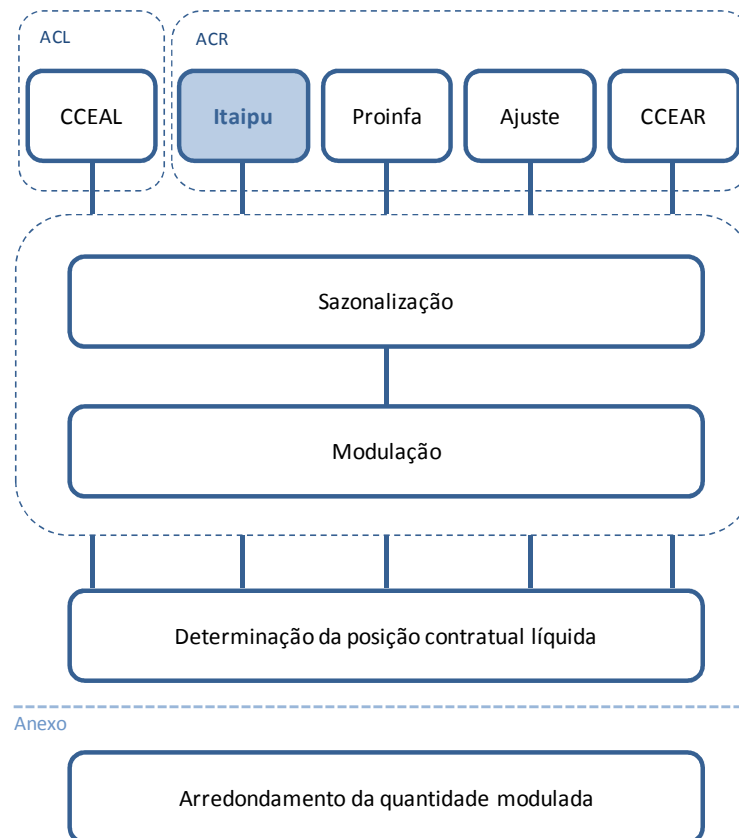 ACL
ACR
CCEAL
Itaipu
Proinfa
Ajuste
CCEAR
Sazonalização
Modulação
Determinação da posição contratual líquida
Anexo
Arredondamento da quantidade modulada